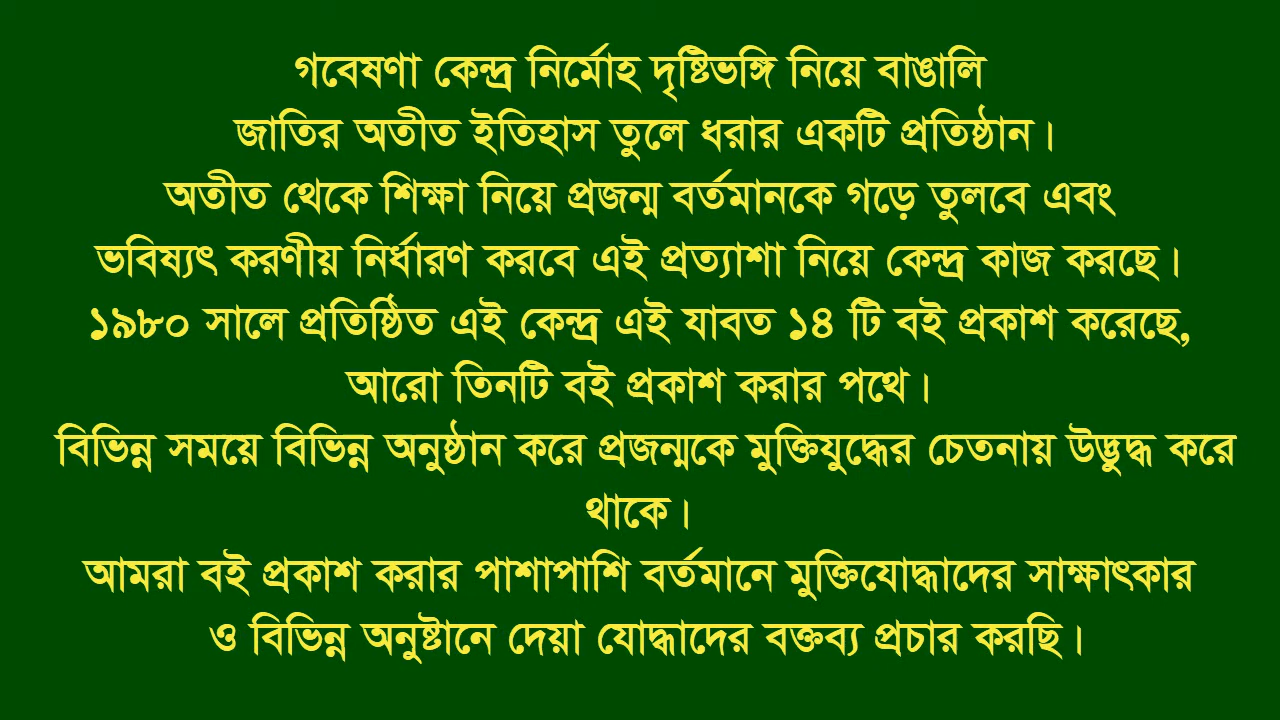 গবেষণা কেন্দ্র নির্মোহ দৃষ্টিভঙ্গি নিয়ে বাঙালি
জাতির অতীত ইতিহাস তুলে ধরার একটি প্রতিষ্ঠান।
অতীত থেকে শিক্ষা নিয়ে প্রজন্ম বর্তমানকে গড়ে তুলবে এবং
ভবিষ্যৎ করণীয় নির্ধারণ করবে এই প্রত্যাশা নিয়ে কেন্দ্র কাজ করছে।
১৯৮০ সালে প্রতিষ্ঠিত এই কেন্দ্র এই যাবত ১৪ টি বই প্রকাশ করেছে,
আরো তিনটি বই প্রকাশ করার পথে।
বিভিন্ন সময়ে বিভিন্ন অনুষ্ঠান করে প্রজন্মকে মুক্তিযুদ্ধের চেতনায় উদ্ভুদ্ধ করে
থাকে।
আমরা বই প্রকাশ করার পাশাপাশি বর্তমানে মুক্তিযোদ্ধাদের সাক্ষাৎকার
ও বিভিন্ন অনুষ্টানে দেয়া যোদ্ধাদের বক্তব্য প্রচার করছি।